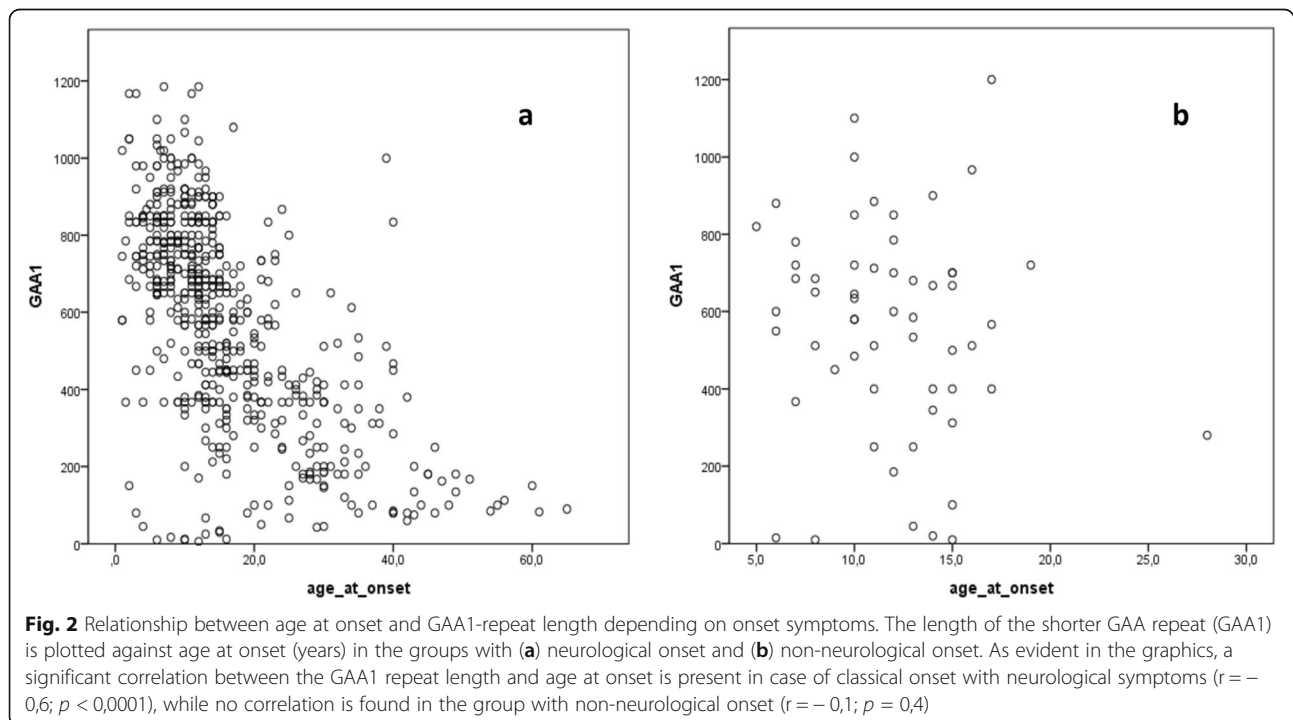 a
GAA1
1200
1000
800
600
400
200
0
,0
20,0
40,0
60,0
age_at_onset
b
GAA1
1200
1000
800
600
400
200
0
5,0
10,0
15,0
20,0
25,0
30,0
age_at_onset
Fig. 2 Relationship between age at onset and GAA1-repeat length depending on onset symptoms. The length of the shorter GAA repeat (GAA1)
is plotted against age at onset (years) in the groups with (a) neurological onset and (b) non-neurological onset. As evident in the graphics, a
significant correlation between the GAA1 repeat length and age at onset is present in case of classical onset with neurological symptoms (r = −
0,6; p < 0,0001), while no correlation is found in the group with non-neurological onset (r = − 0,1; p = 0,4)